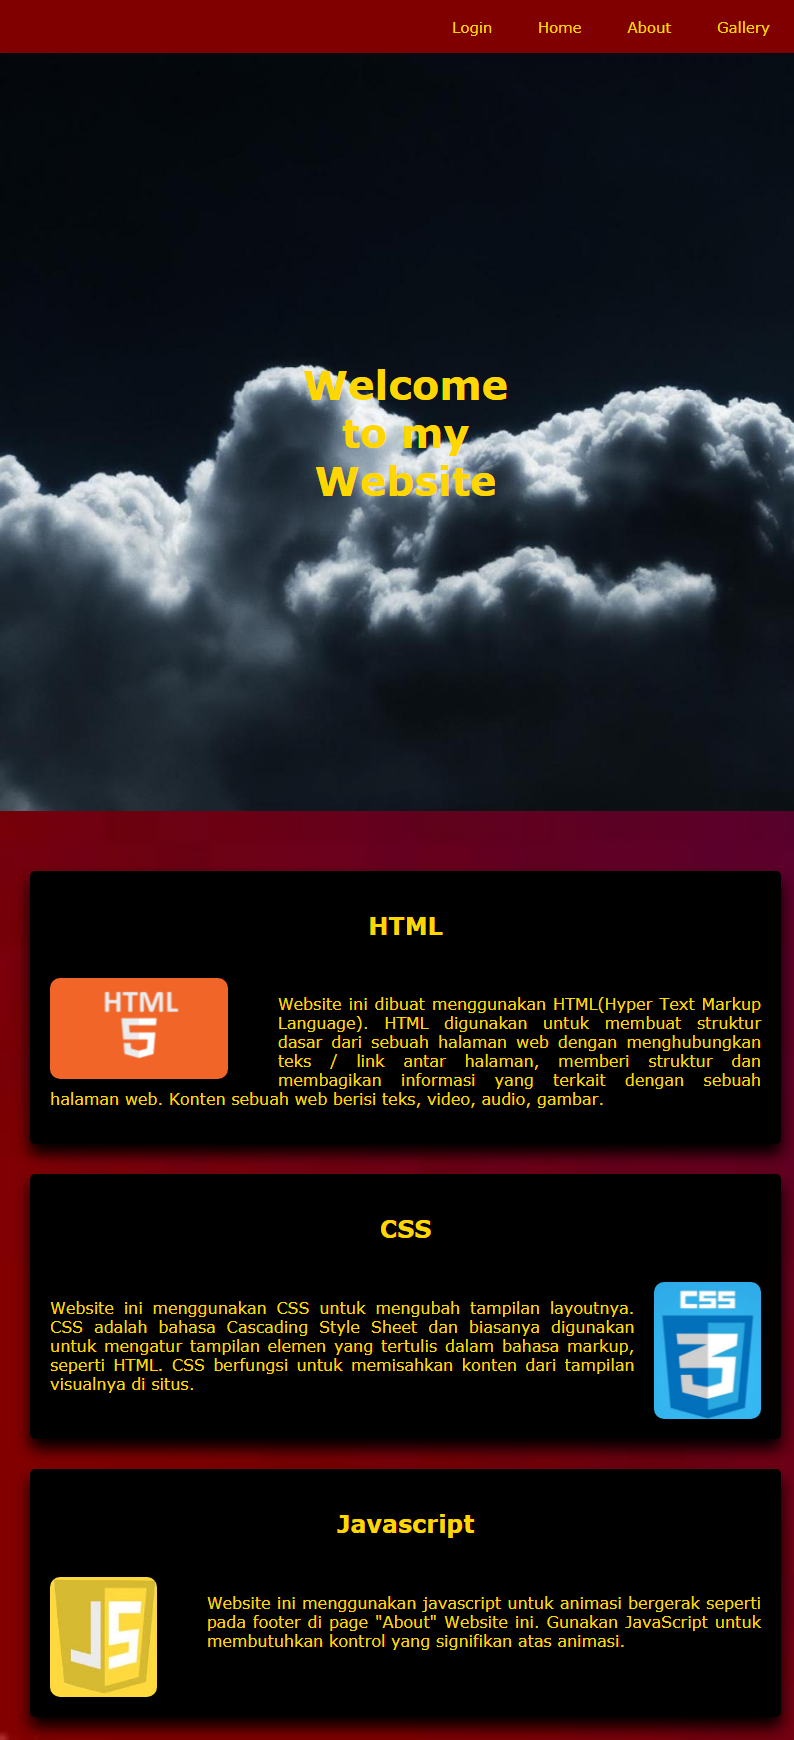 Login Home About Gallery
Welcome
to my
Website
HTML
HTML
5
Website ini dibuat menggunakan HTML(Hyper Text Markup
Language). HTML digunakan untuk membuat struktur
dasar dari sebuah halaman web dengan menghubungkan
teks / link antar halaman, memberi struktur dan
membagikan informasi yang terkait dengan sebuah
halaman web. Konten sebuah web berisi teks, video, audio, gambar.
CSS
Website ini menggunakan CSS untuk mengubah tampilan layoutnya.
CSS adalah bahasa Cascading Style Sheet dan biasanya digunakan
untuk mengatur tampilan elemen yang tertulis dalam bahasa markup,
seperti HTML. CSS berfungsi untuk memisahkan konten dari tampilan
visualnya di situs.
CSS
3
Javascript
JS
Website ini menggunakan javascript untuk animasi bergerak seperti
pada footer di page "About" Website ini. Gunakan JavaScript untuk
membutuhkan kontrol yang signifikan atas animasi.